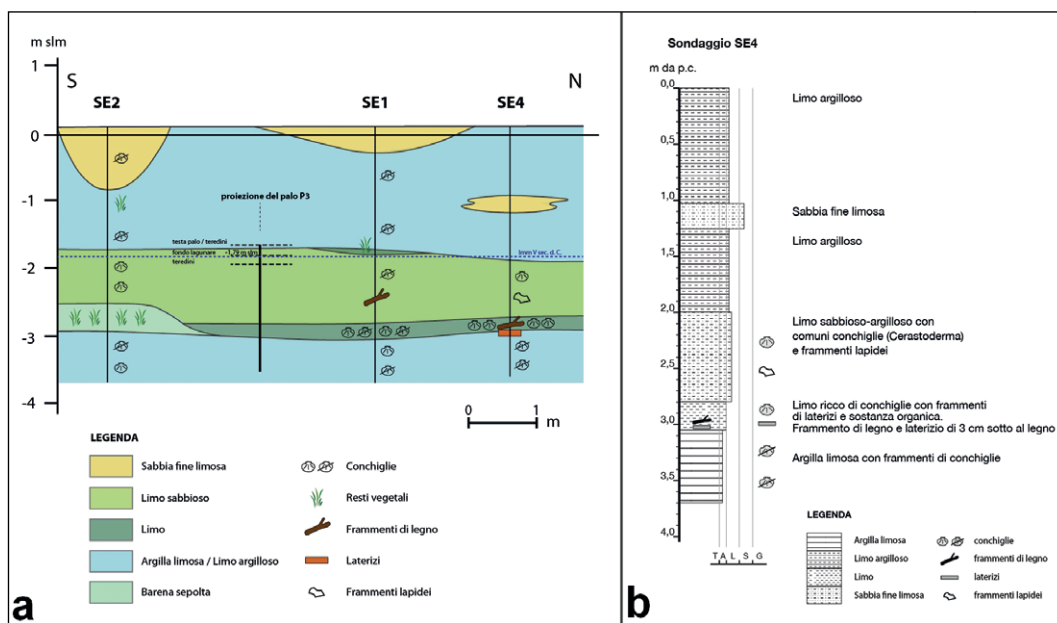 m slm
1
0
-1
-2
-3
-4
S
N
SE2
SE1
SE4
proiezione del palo P3
testa palo / teredini
fondo lagunare -1,78 m slm
teredini
lmm V sec. d. C.
0 1
m
LEGENDA
Sabbia fine limosa
Limo sabbioso
Limo
Argilla limosa / Limo argilloso
Barena sepolta
Conchiglie
Resti vegetali
Frammenti di legno
Laterizi
Frammenti lapidei
a
Sondaggio SE4
m da p.c.
0,0
0,5
1,0
1,5
2,0
2,5
3,0
3,5
4,0
Limo argilloso
Sabbia fine limosa
Limo argilloso
Limo sabbioso-argilloso con
comuni conchiglie (Cerastoderma)
e frammenti lapidei
Limo ricco di conchiglie con frammenti
di laterizi e sostanza organica.
Frammento di legno e laterizio di 3 cm sotto al legno
Argilla limosa con frammenti di conchiglie
T A L S G
LEGENDA
Argilla limosa
Limo argilloso
Limo
Sabbia fine limosa
conchiglie
frammenti di legno
laterizi
frammenti lapidei
b